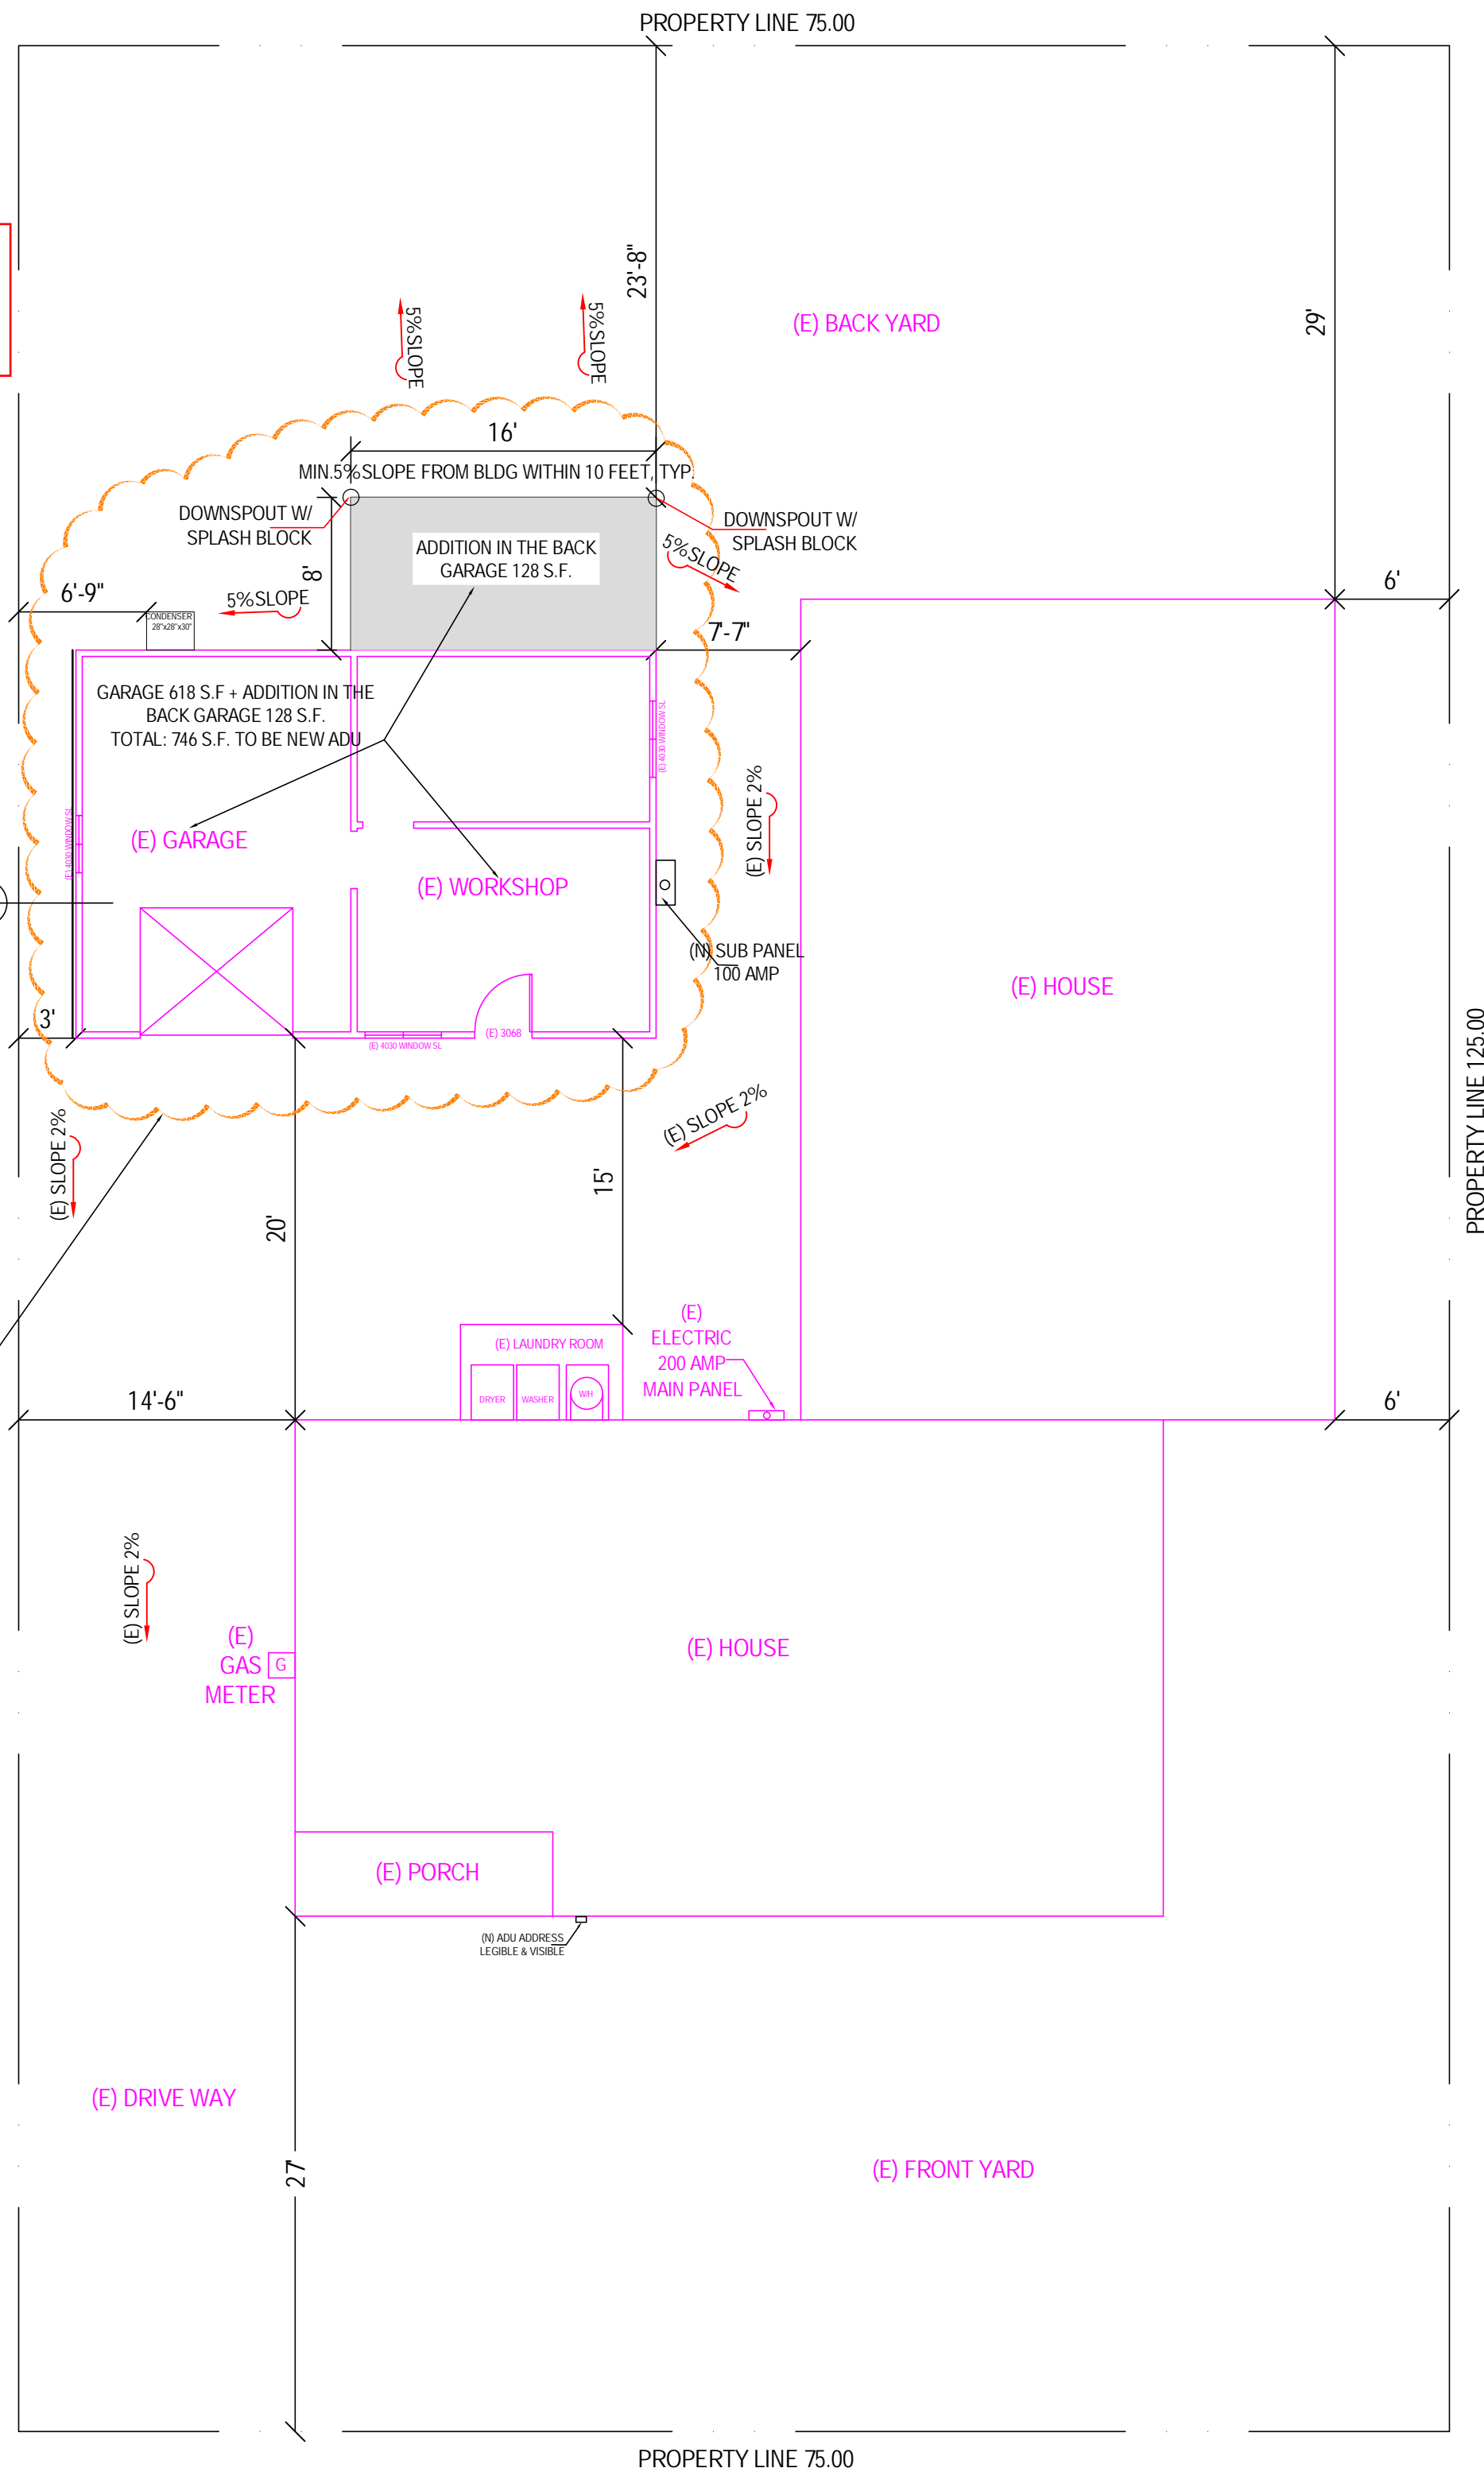 PROPERTY LINE 75.00
23'-8"
29'
(E) BACK YARD
5% SLOPE
5% SLOPE
16'
MIN.5% SLOPE FROM BLDG WITHIN 10 FEET, TYP.
DOWNSPOUT W/
SPLASH BLOCK
DOWNSPOUT W/
SPLASH BLOCK
ADDITION IN THE BACK
GARAGE 128 S.F.
8'
5% SLOPE
6'-9"
5% SLOPE
6'
CONDENSER
28"x28"x30"
7'-7"
GARAGE 618 S.F + ADDITION IN THE
BACK GARAGE 128 S.F.
TOTAL: 746 S.F. TO BE NEW ADU
(E) 4030 WINDOW SL
(E) 4030 WINDOW SL
(E) SLOPE 2%
(E) GARAGE
(E) WORKSHOP
(N) SUB PANEL
100 AMP
(E) HOUSE
3'
(E) 3068
(E) 4030 WINDOW SL
PROPERTY LINE 125.00
(E) SLOPE 2%
(E) SLOPE 2%
20'
15'
(E)
ELECTRIC
200 AMP
MAIN PANEL
(E) LAUNDRY ROOM
DRYER
WASHER
W/H
14'-6"
6'
(E) SLOPE 2%
(E)
GAS
METER
G
(E) HOUSE
(E) PORCH
(N) ADU ADDRESS
LEGIBLE & VISIBLE
(E) DRIVE WAY
27'
(E) FRONT YARD
PROPERTY LINE 75.00